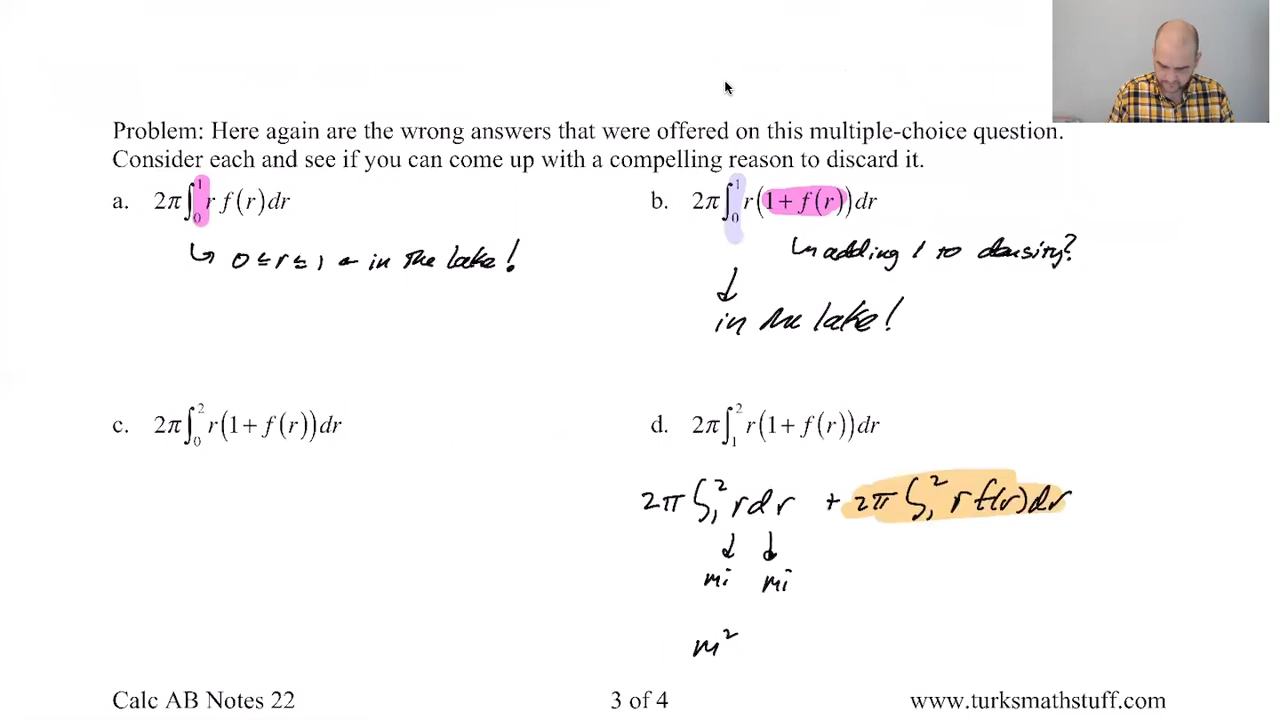 Problem: Here again are the wrong answers that were offered on this multiple-choice question.
Consider each and see if you can come up with a compelling reason to discard it.
a. 2π∫₀¹ r f(r)dr
b. 2π∫₀¹ r(1+f(r))dr
↳ 0≤r≤1 ← in the lake!
↳ adding 1 to density?
↓
in the lake!
c. 2π∫₀² r(1+f(r))dr
d. 2π∫₁² r(1+f(r))dr
2π∫₁² r dr + 2π∫₁² r f(r)dr
↓ ↓
mi mi
m²
Calc AB Notes 22
3 of 4
www.turksmathstuff.com